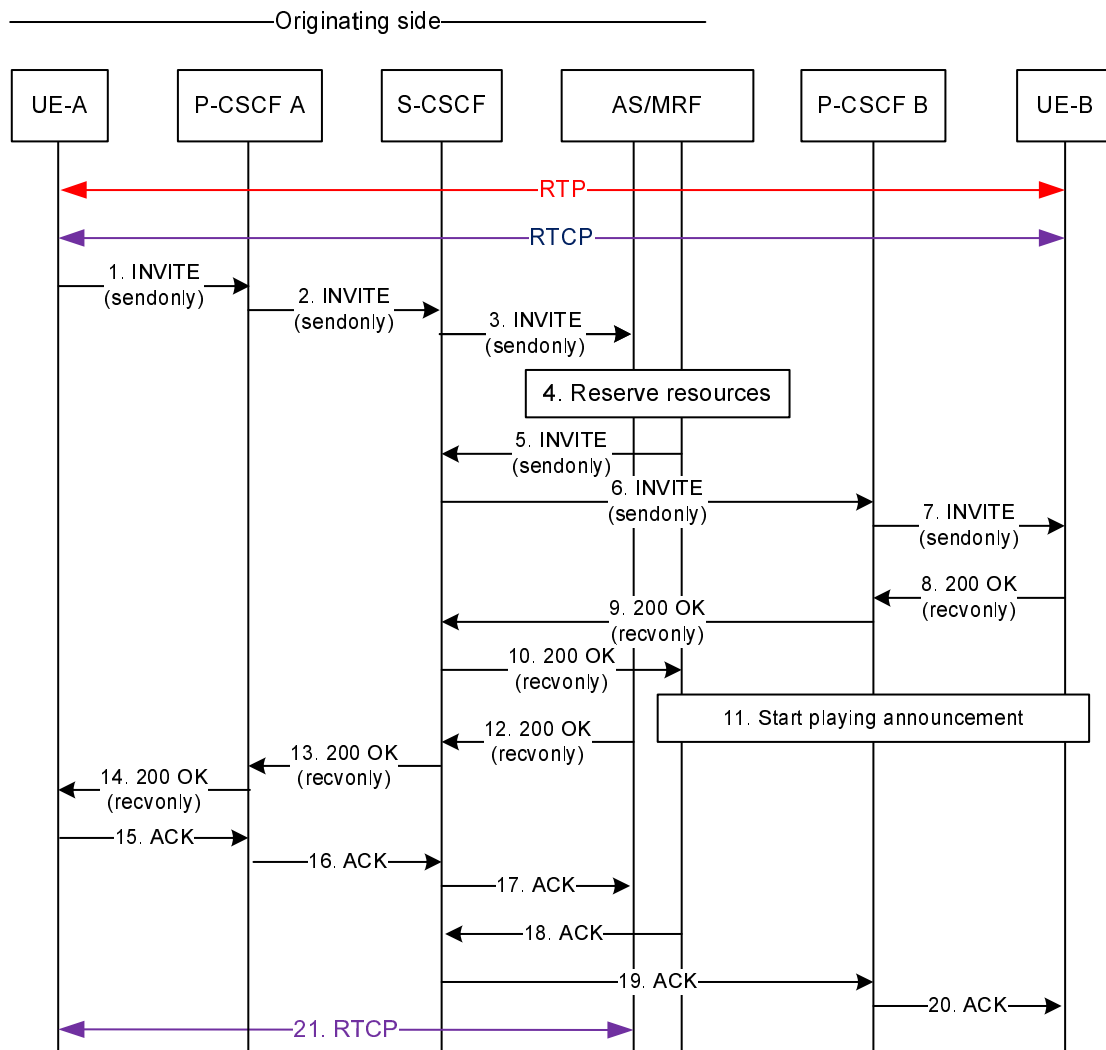 Originating side
UE-A
P-CSCF A
S-CSCF
AS/MRF
P-CSCF B
UE-B
RTP
RTCP
1. INVITE
(sendonly)
2. INVITE
(sendonly)
3. INVITE
(sendonly)
4. Reserve resources
5. INVITE
(sendonly)
6. INVITE
(sendonly)
7. INVITE
(sendonly)
8. 200 OK
(recvonly)
9. 200 OK
(recvonly)
10. 200 OK
(recvonly)
11. Start playing announcement
12. 200 OK
(recvonly)
13. 200 OK
(recvonly)
14. 200 OK
(recvonly)
15. ACK
16. ACK
17. ACK
18. ACK
19. ACK
20. ACK
21. RTCP